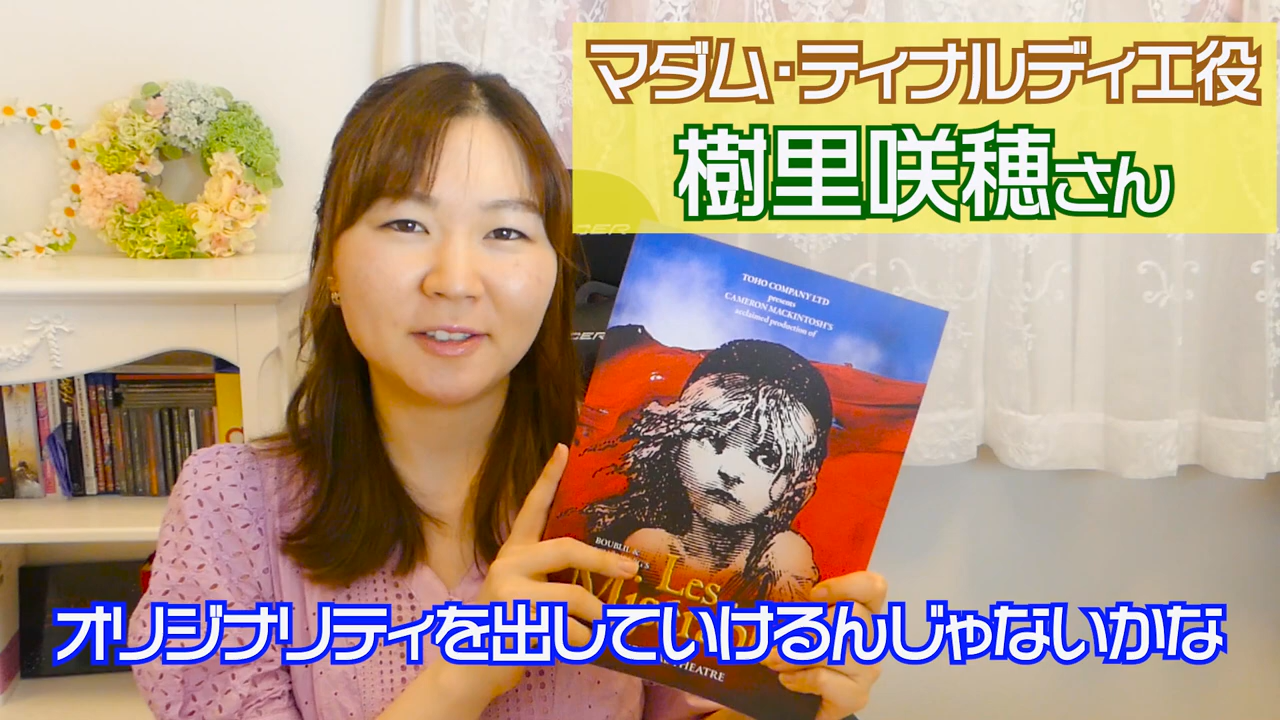 マダム・ティナルディエ役
樹里咲穂さん
TOHO COMPANY LTD
presents
CAMERON MACKINTOSH'S
acclaimed production of
BOUBLIL &
Les
オリジナリティを出していけるんじゃないかな